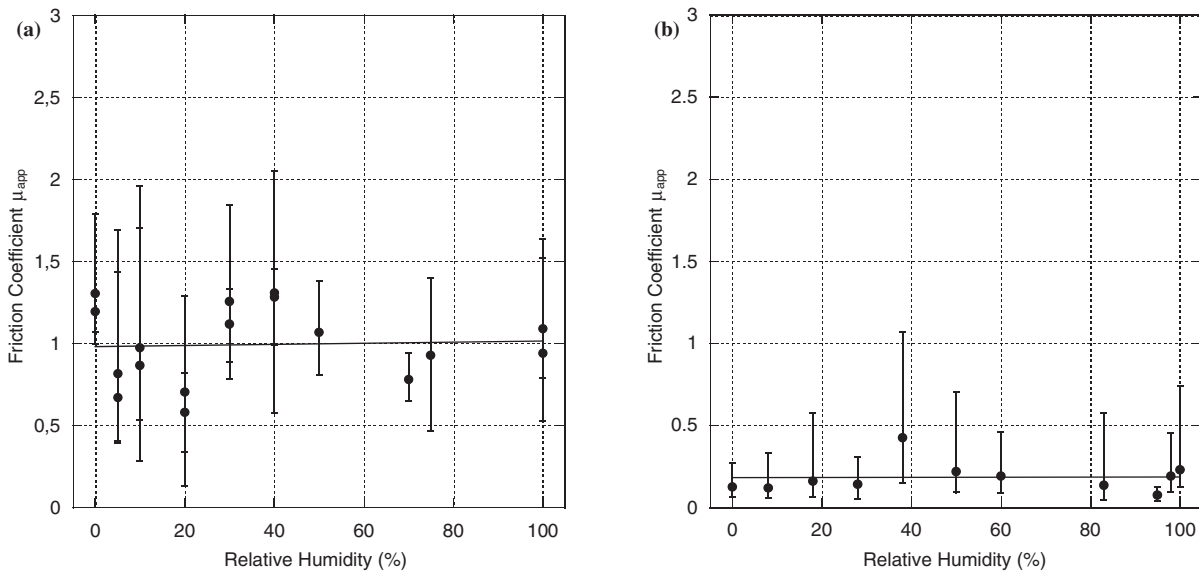 (a)
3
2,5
2
1,5
1
0,5
0
Friction Coefficient μapp
0 20 40 60 80 100
Relative Humidity (%)
(b)
3
2.5
2
1.5
1
0.5
0
Friction Coefficient μapp
0 20 40 60 80 100
Relative Humidity (%)